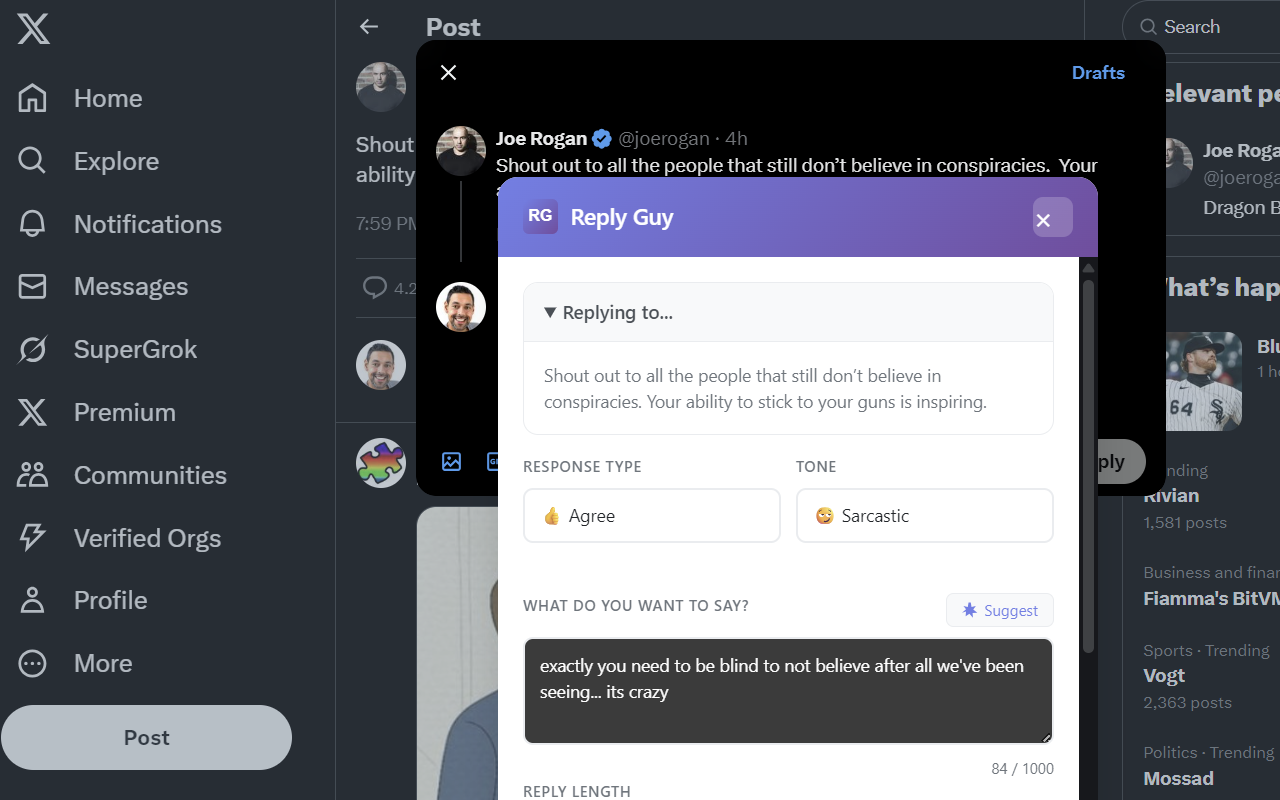 Home
Explore
Notifications
Messages
SuperGrok
Premium
Communities
Verified Orgs
Profile
More
Post
Post
Shout
ability
7:59 PM
4.2
Drafts
Joe Rogan @joerogan · 4h
Shout out to all the people that still don’t believe in conspiracies. Your
RG Reply Guy
▼ Replying to...
Shout out to all the people that still don't believe in
conspiracies. Your ability to stick to your guns is inspiring.
RESPONSE TYPE
TONE
Agree
Sarcastic
WHAT DO YOU WANT TO SAY?
Suggest
exactly you need to be blind to not believe after all we've been
seeing... its crazy
84 / 1000
REPLY LENGTH
ply
Search
elevant pe
Joe Roga
@joeroga
Dragon B
hat’s hap
Blu
1 h
64
nding
Rivian
1,581 posts
Business and finan
Fiamma's BitVM
Sports · Trending
Vogt
2,363 posts
Politics · Trending
Mossad